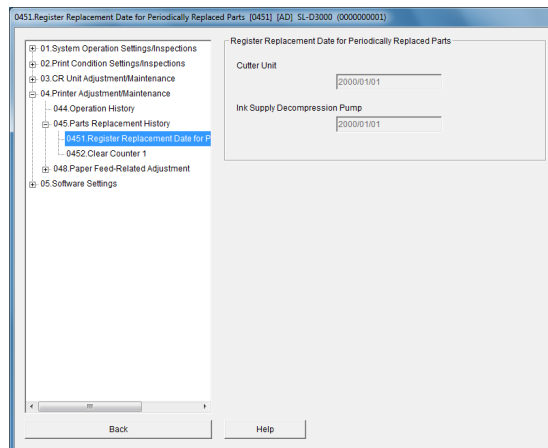 0451.Register Replacement Date for Periodically Replaced Parts [0451] [AD] SL-D3000 (0000000001)
01.System Operation Settings/Inspections
02.Print Condition Settings/Inspections
03.CR Unit Adjustment/Maintenance
04.Printer Adjustment/Maintenance
044.Operation History
045.Parts Replacement History
0451.Register Replacement Date for P
0452.Clear Counter 1
048.Paper Feed-Related Adjustment
05.Software Settings
Register Replacement Date for Periodically Replaced Parts
Cutter Unit
2000/01/01
Ink Supply Decompression Pump
2000/01/01
Back
Help